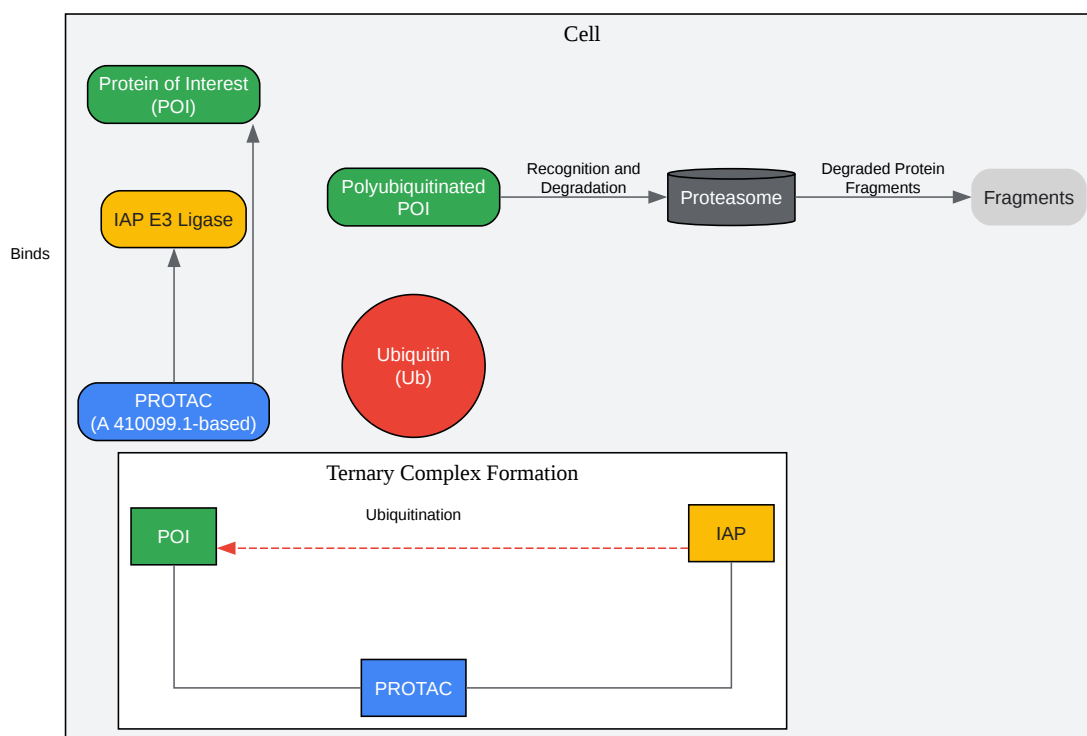 Cell
Protein of Interest
(POI)
Polyubiquitinated
POI
Recognition and
Degradation
Proteasome
Degraded Protein
Fragments
Fragments
IAP E3 Ligase
Binds
Ubiquitin
(Ub)
PROTAC
(A 410099.1-based)
Ternary Complex Formation
POI
Ubiquitination
IAP
PROTAC